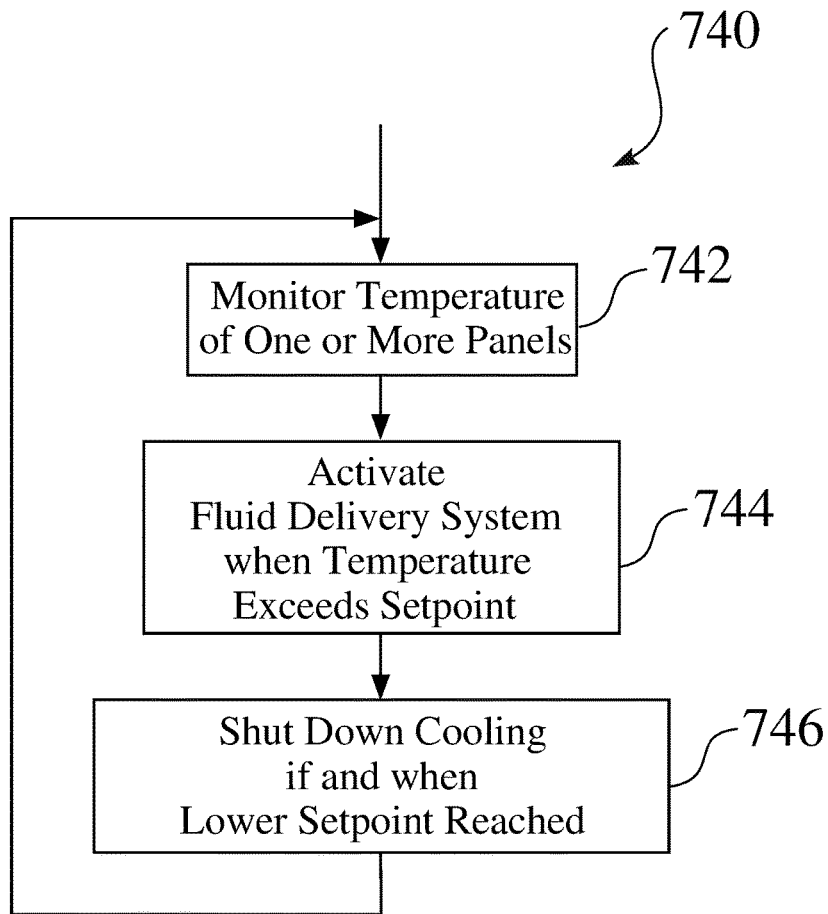 740
Monitor Temperature
of One or More Panels
742
Activate
Fluid Delivery System
when Temperature
Exceeds Setpoint
744
Shut Down Cooling
if and when
Lower Setpoint Reached
746